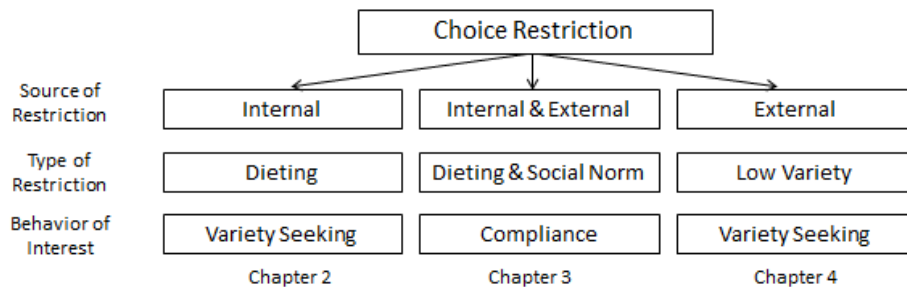 Choice Restriction
Source of
Restriction
Internal
Internal & External
External
Type of
Restriction
Dieting
Dieting & Social Norm
Low Variety
Behavior of
Interest
Variety Seeking
Compliance
Variety Seeking
Chapter 2
Chapter 3
Chapter 4